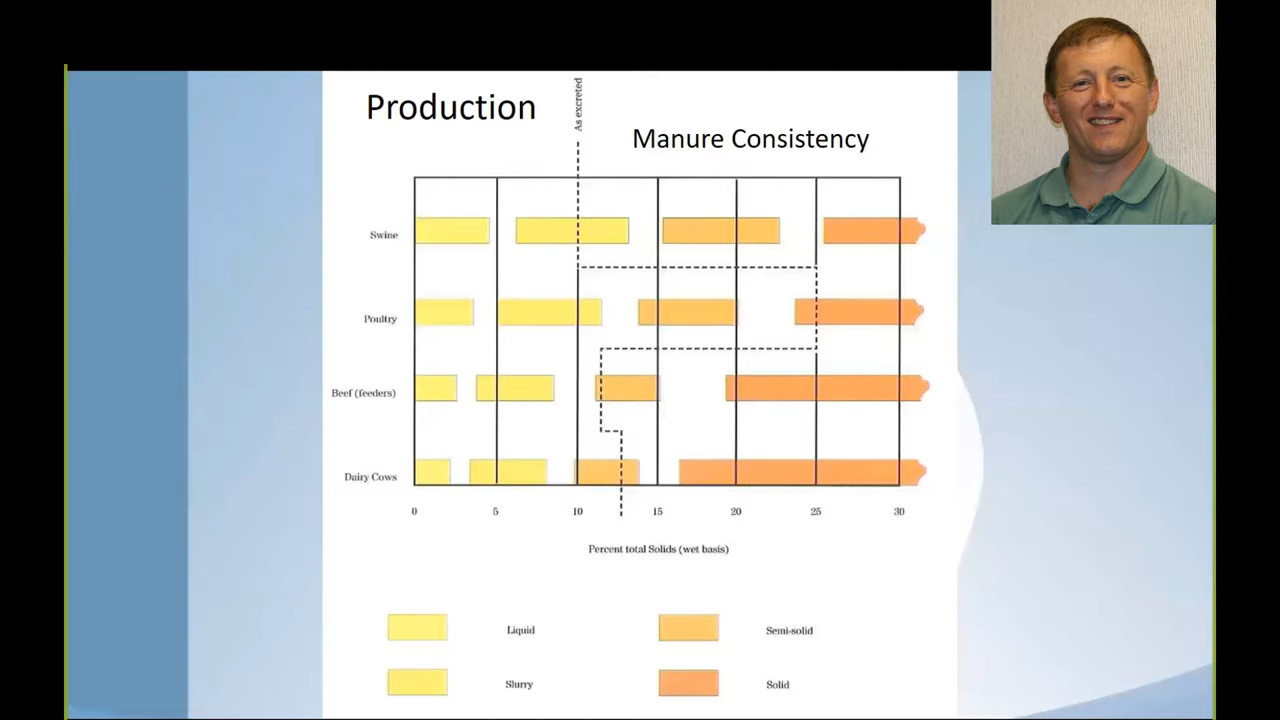 Production
As excreted
Manure Consistency
Swine
Poultry
Beef (feeders)
Dairy Cows
0 5 10 15 20 25 30
Percent total Solids (wet basis)
Liquid
Semi-solid
Slurry
Solid